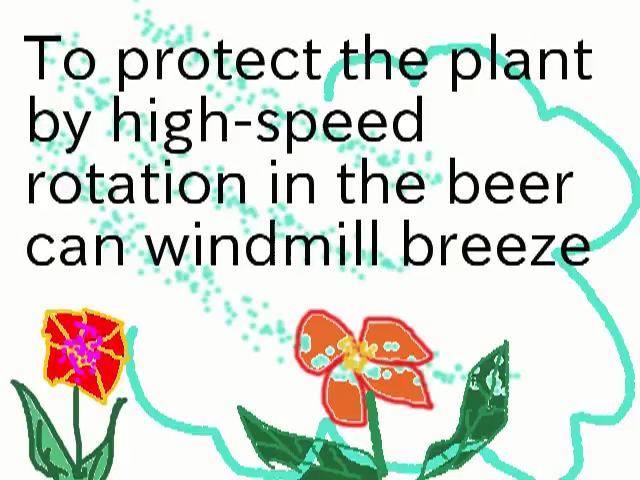 To protect the plant
by high-speed
rotation in the beer
can windmill breeze